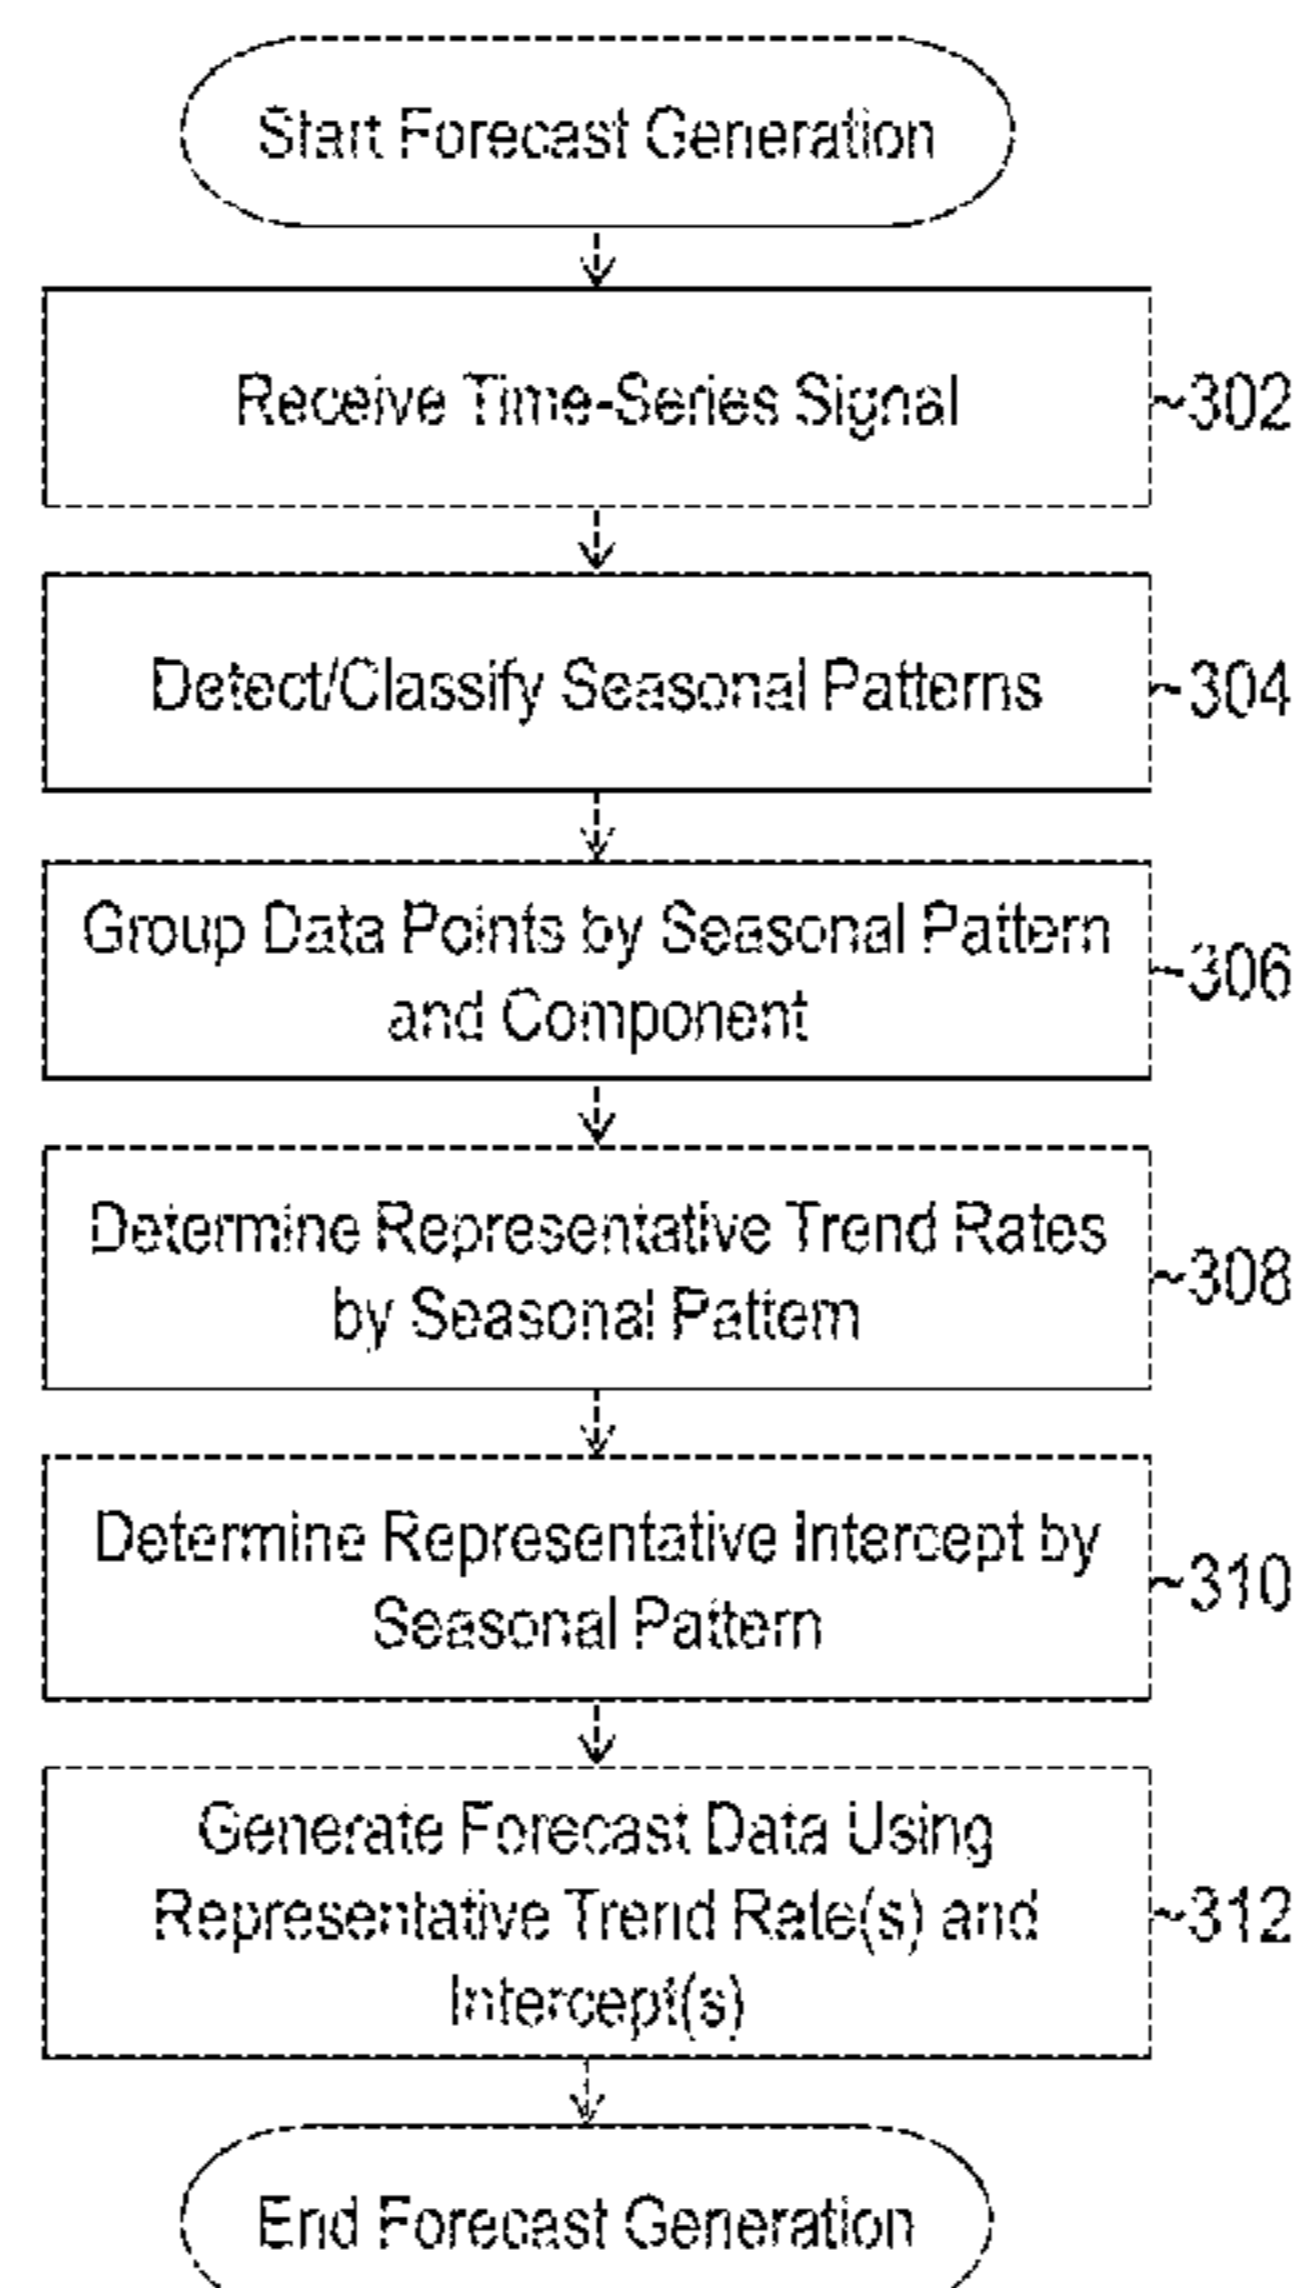 Start Forecast Generation
Receive Time-Series Signal
~302
Detect/Classify Seasonal Patterns
~304
Group Data Points by Seasonal Pattern
and Component
~306
Determine Representative Trend Rates
by Seasonal Pattern
~308
Determine Representative Intercept by
Seasonal Pattern
~310
Generate Forecast Data Using
Representative Trend Rate(s) and
Intercept(s)
~312
End Forecast Generation